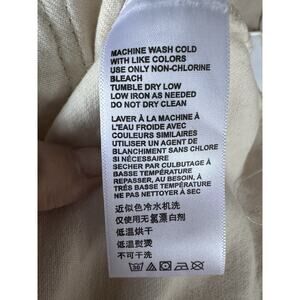 MACHINE WASH COLD
WITH LIKE COLORS
USE ONLY NON-CHLORINE
BLEACH
TUMBLE DRY LOW
LOW IRON AS NEEDED
DO NOT DRY CLEAN
LAVER À LA MACHINE À
L'EAU FROIDE AVEC
COULEURS SIMILAIRES
UTILISER UN AGENT DE
BLANCHIMENT SANS CHLORE
SI NÉCESSAIRE
SECHER PAR CULBUTAGE À
BASSE TEMPÉRATURE
REPASSER, AU BESOIN, À
TRÈS BASSE TEMPÉRATURE
NE PAS NETTOYER À SEC
近似色冷水机洗
仅使用无氯漂白剂
低温烘干
低温熨烫
不可干洗